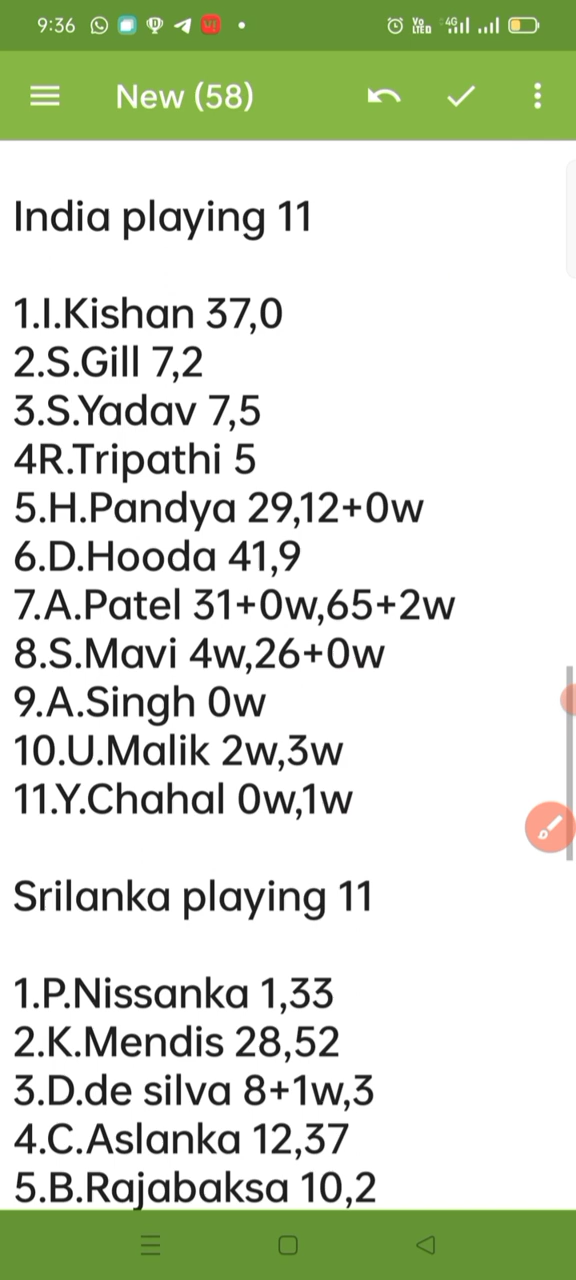 9:36
VO LTED 4G
New (58)
India playing 11
1.I.Kishan 37,0
2.S.Gill 7,2
3.S.Yadav 7,5
4R.Tripathi 5
5.H.Pandya 29,12+0w
6.D.Hooda 41,9
7.A.Patel 31+0w,65+2w
8.S.Mavi 4w,26+0w
9.A.Singh 0w
10.U.Malik 2w,3w
11.Y.Chahal 0w,1w
Srilanka playing 11
1.P.Nissanka 1,33
2.K.Mendis 28,52
3.D.de silva 8+1w,3
4.C.Aslanka 12,37
5.B.Rajabaksa 10,2